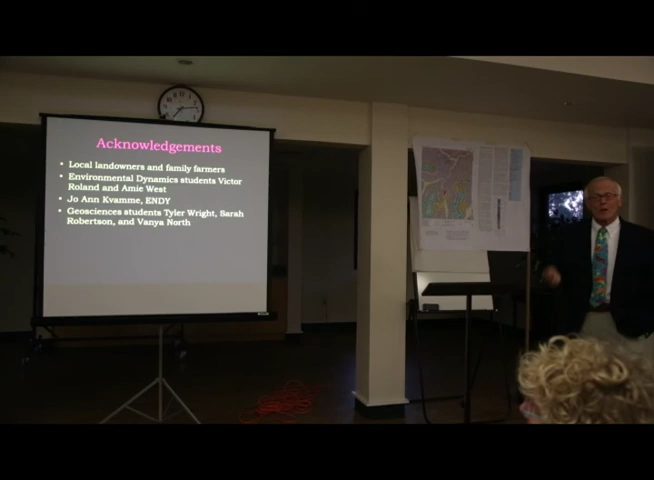 Acknowledgements
• Local landowners and family farmers
• Environmental Dynamics students Victor
Roland and Amie West
• Jo Ann Kvamme, ENDY
• Geosciences students Tyler Wright, Sarah
Robertson, and Vanya North